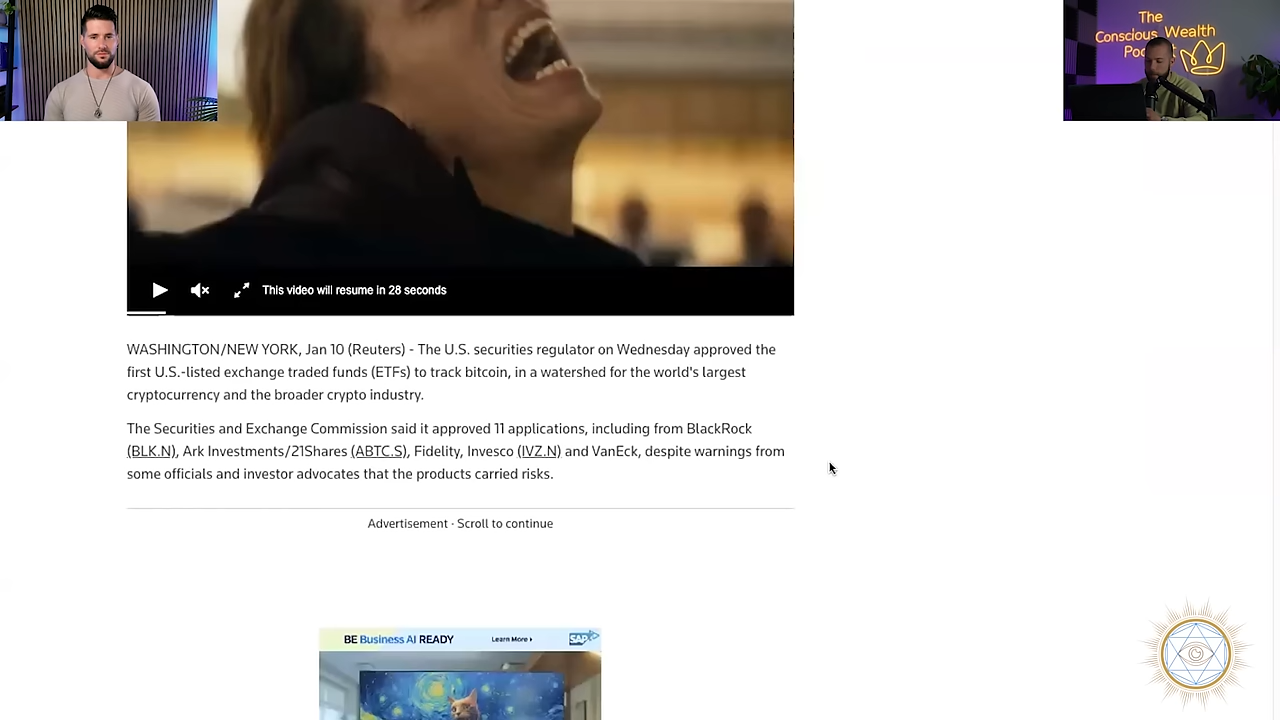 The
Conscious Wealth
This video will resume in 28 seconds
WASHINGTON/NEW YORK, Jan 10 (Reuters) - The U.S. securities regulator on Wednesday approved the
first U.S.-listed exchange traded funds (ETFs) to track bitcoin, in a watershed for the world's largest
cryptocurrency and the broader crypto industry.
The Securities and Exchange Commission said it approved 11 applications, including from BlackRock
(BLK.N), Ark Investments/21Shares (ABTC.S), Fidelity, Invesco (IVZ.N) and VanEck, despite warnings from
some officials and investor advocates that the products carried risks.
Advertisement · Scroll to continue
BE Business AI READY
Learn More
SAP